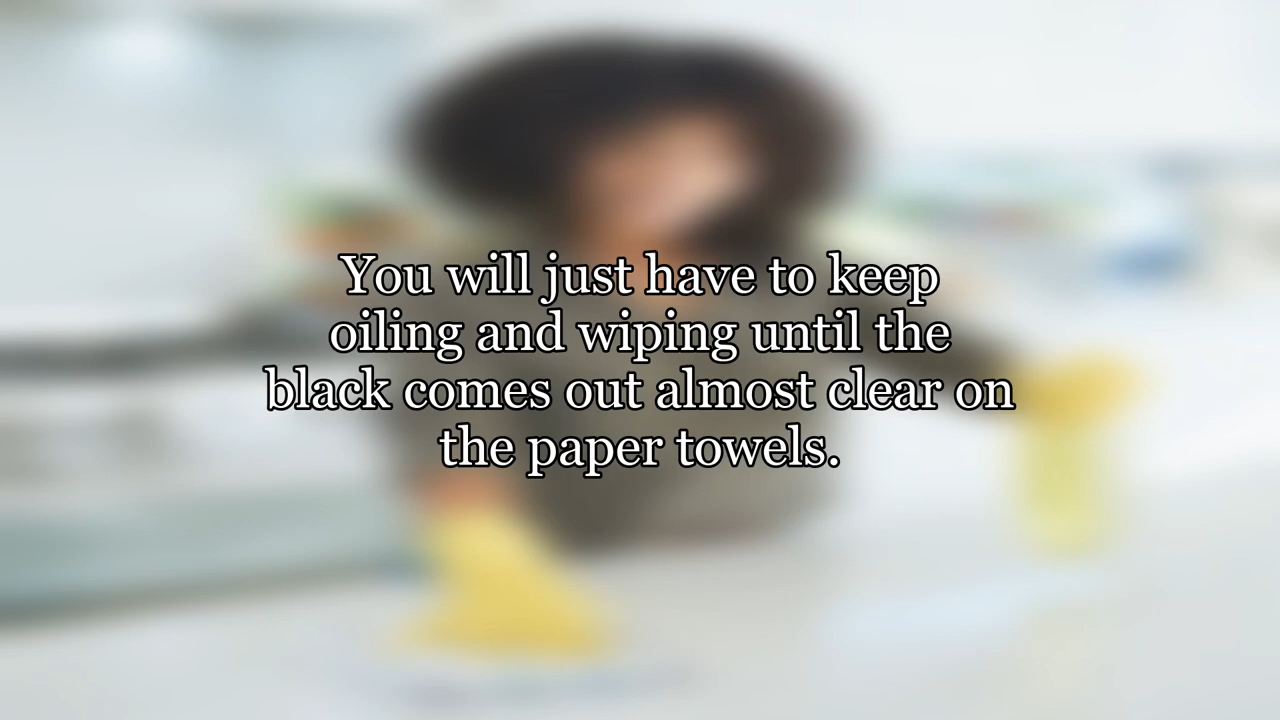 You will just have to keep
oiling and wiping until the
black comes out almost clear on
the paper towels.